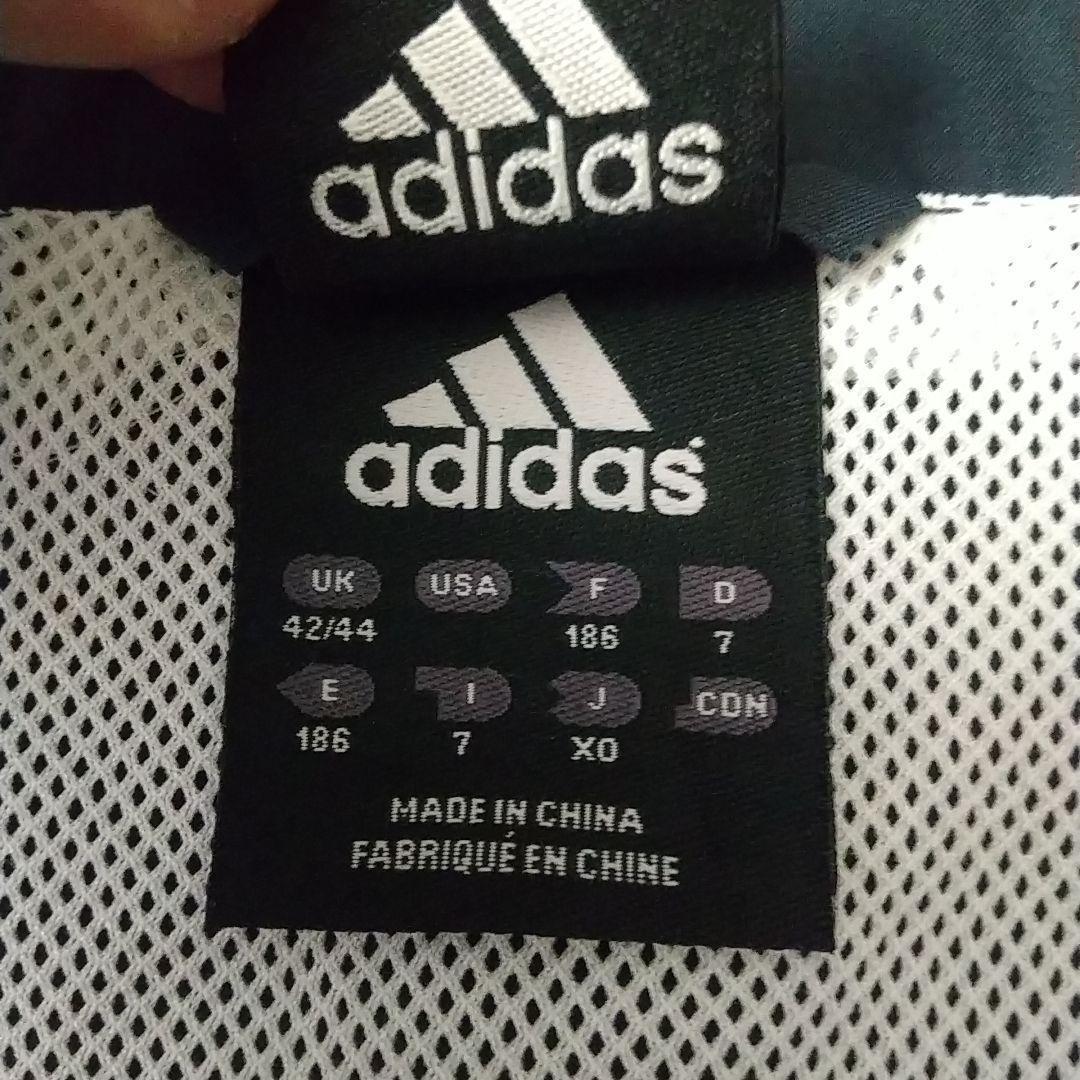 adidas
adidas
UK USA F D
42/44 186 7
E I J CDN
186 7 XO
MADE IN CHINA
FABRIQUÉ EN CHINE